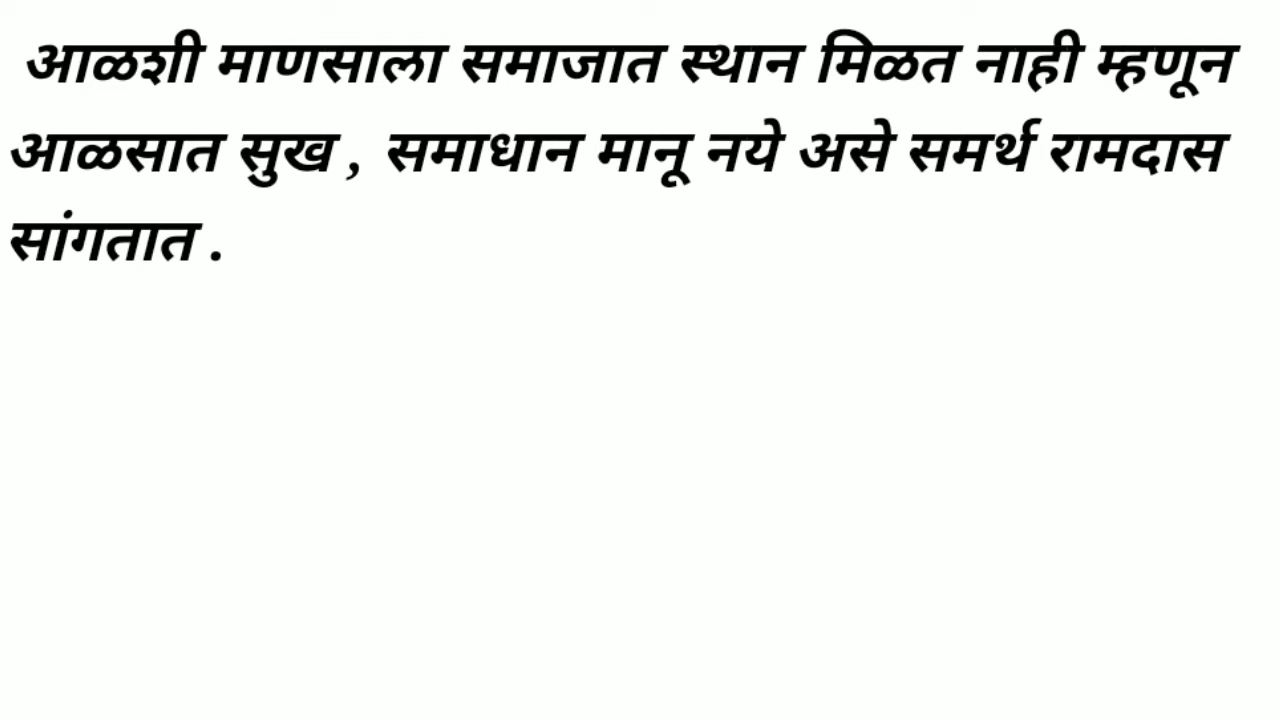 आळशी माणसाला समाजात स्थान मिळत नाही म्हणून
आळसात सुख , समाधान मानू नये असे समर्थ रामदास
सांगतात .